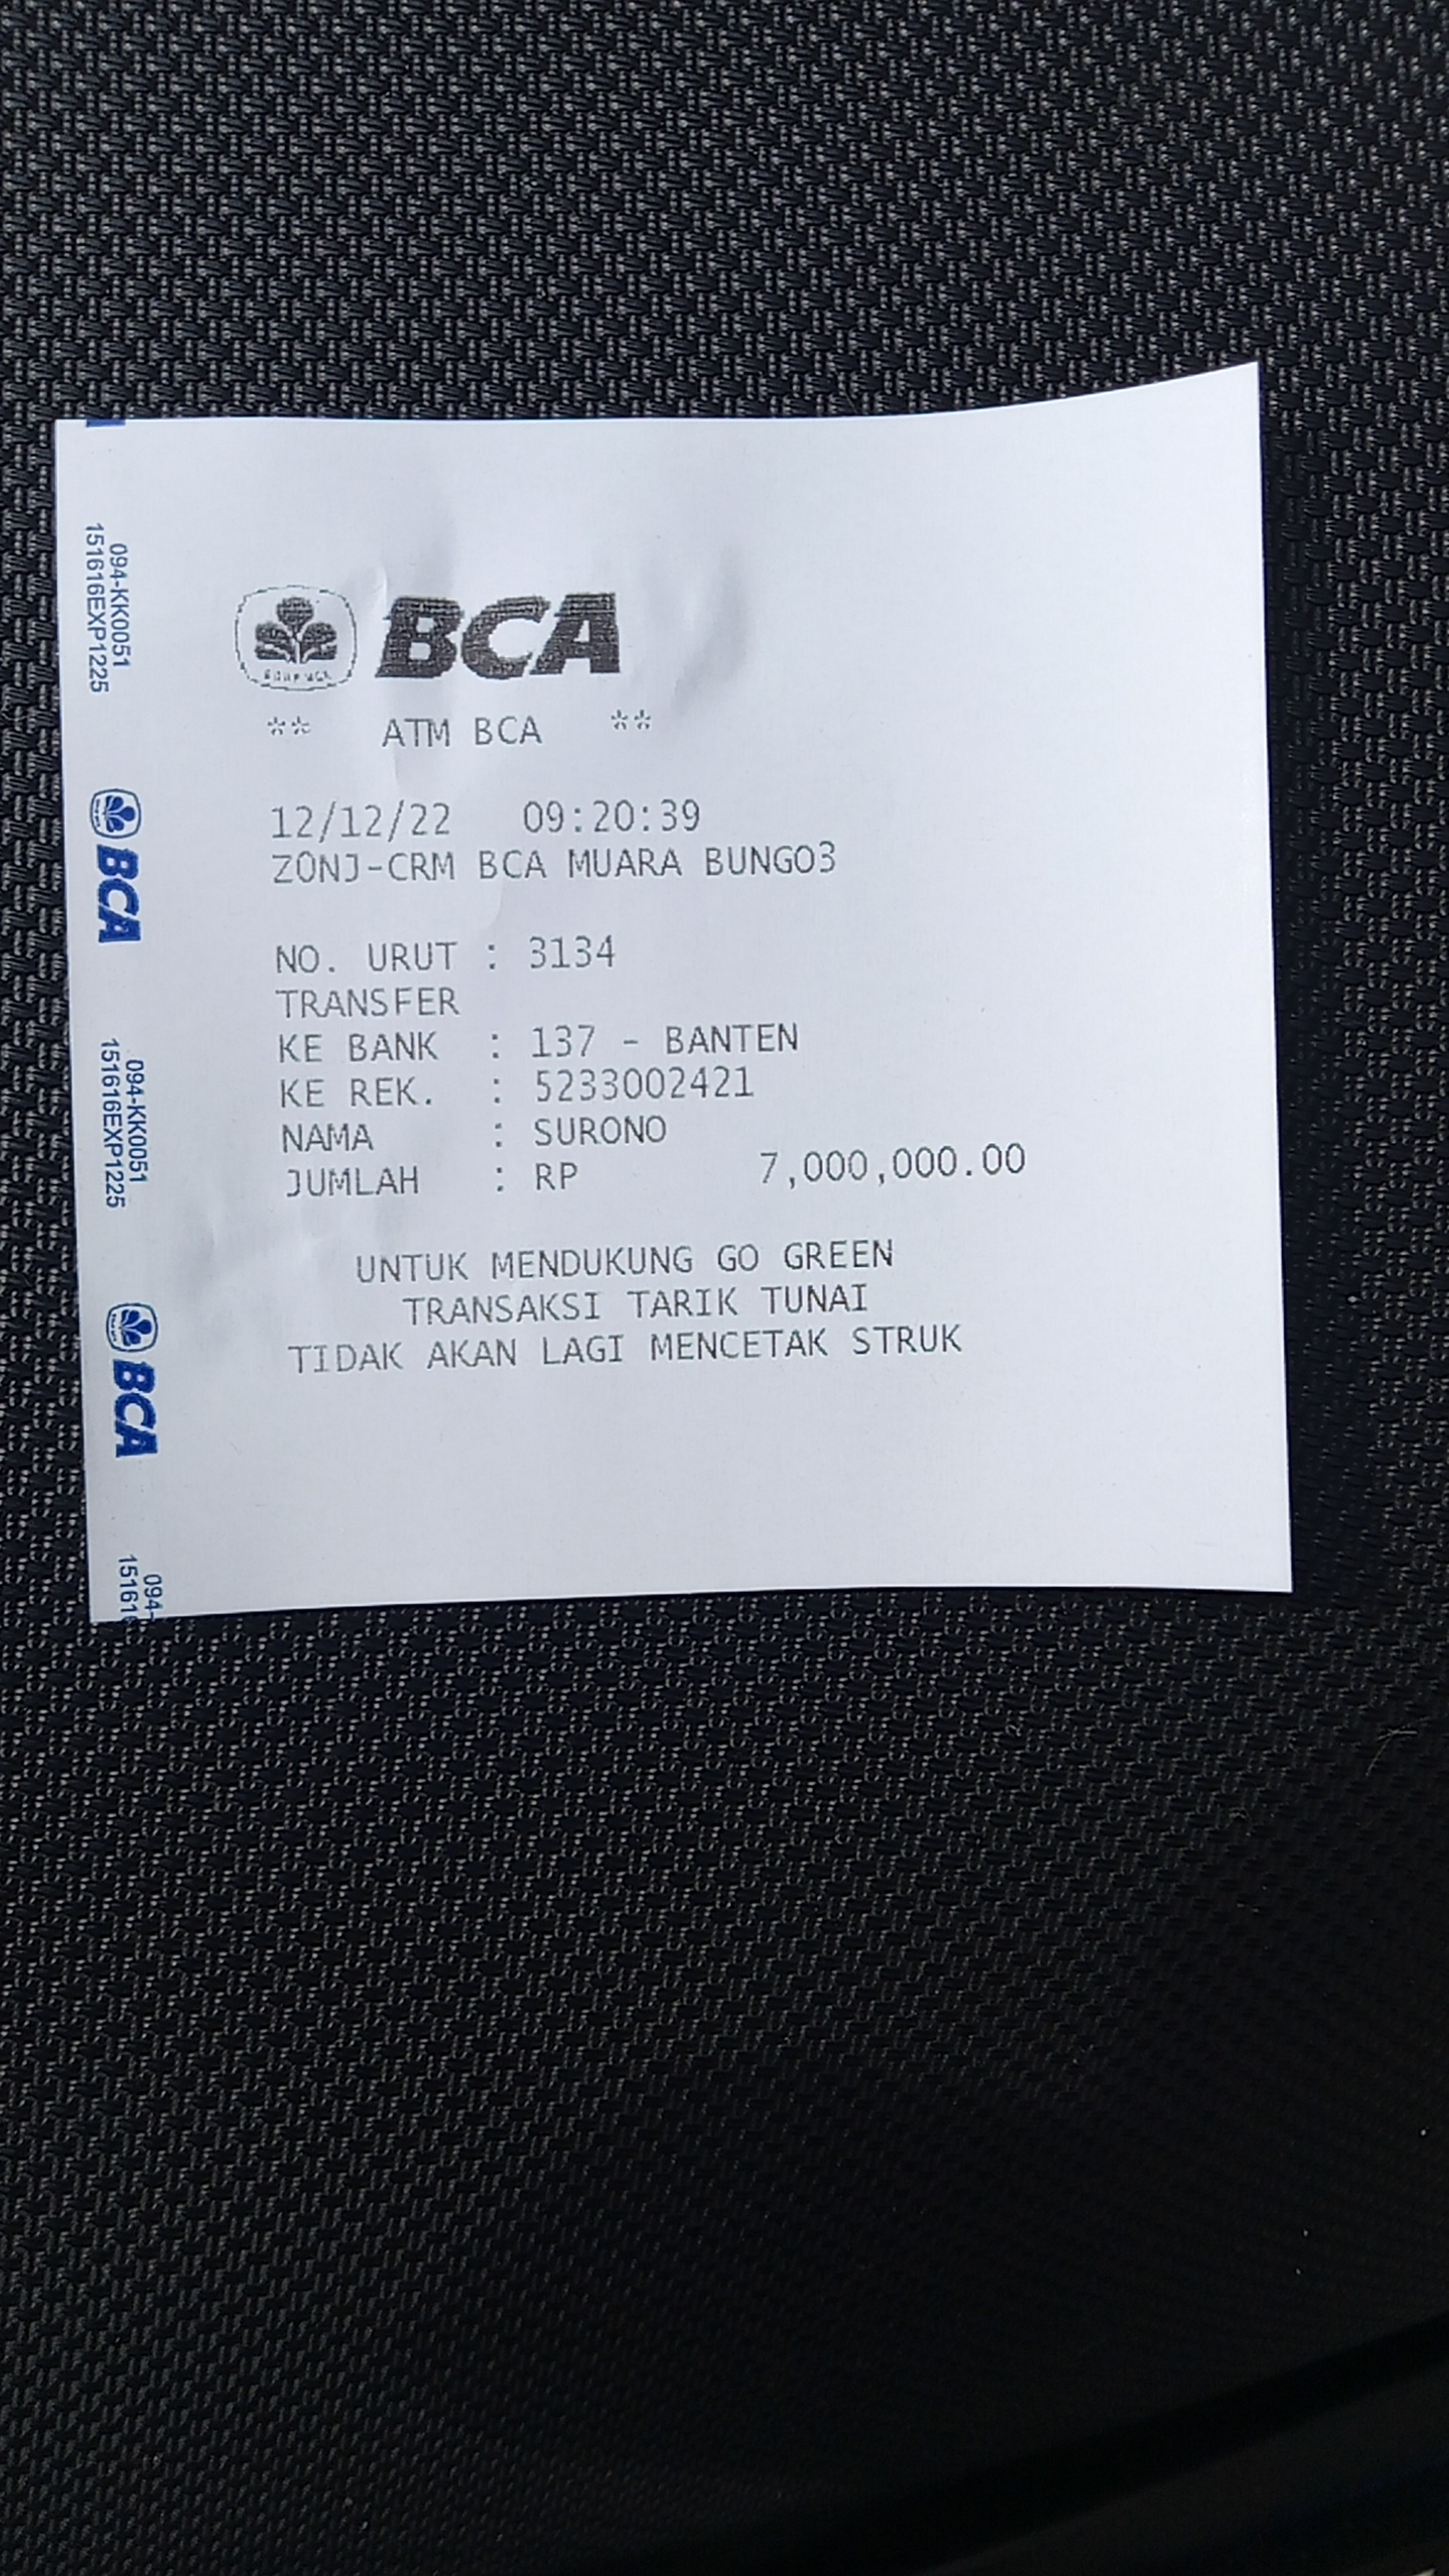 BCA
** ATM BCA **
12/12/22 09:20:39
ZONJ-CRM BCA MUARA BUNGO3
NO. URUT : 3134
TRANSFER
KE BANK : 137 - BANTEN
KE REK. : 5233002421
NAMA : SURONO
JUMLAH : RP 7,000,000.00
UNTUK MENDUKUNG GO GREEN
TRANSAKSI TARIK TUNAI
TIDAK AKAN LAGI MENCETAK STRUK
094-KK0051
151616EXP1225
BCA
094-KK0051
151616EXP1225
BCA
094-
15161